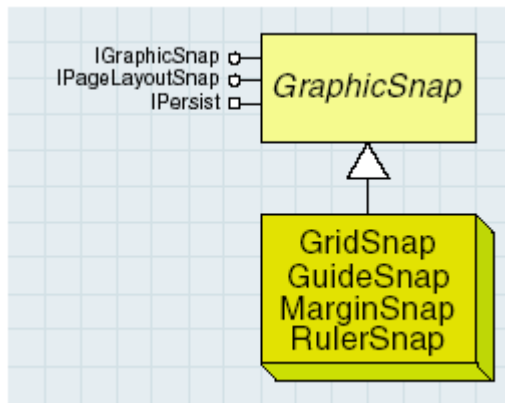 IGraphicSnap
IPageLayoutSnap
IPersist
GraphicSnap
GridSnap
GuideSnap
MarginSnap
RulerSnap